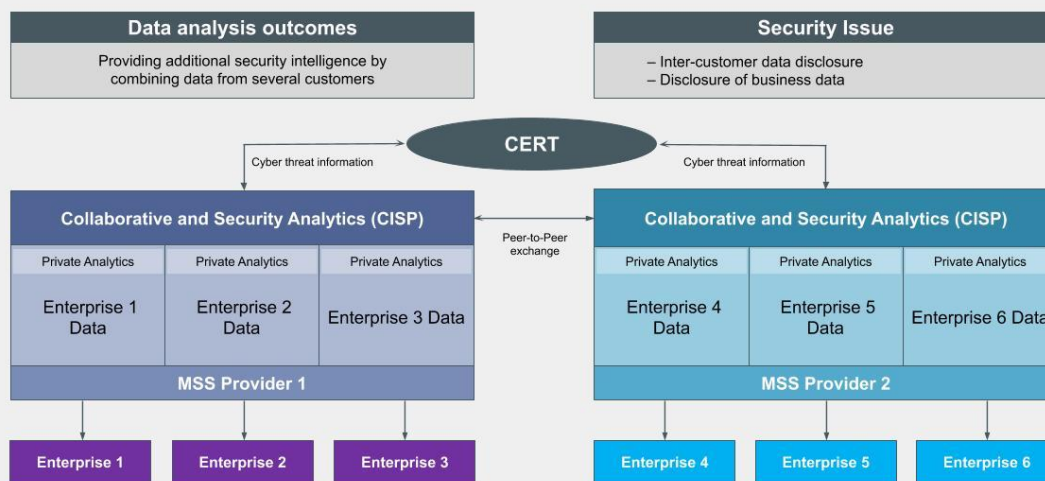 Data analysis outcomes
Providing additional security intelligence by
combining data from several customers
Security Issue
– Inter-customer data disclosure
– Disclosure of business data
CERT
Cyber threat information
Cyber threat information
Collaborative and Security Analytics (CISP)
Peer-to-Peer
exchange
Collaborative and Security Analytics (CISP)
Private Analytics
Private Analytics
Private Analytics
Enterprise 1
Data
Enterprise 2
Data
Enterprise 3 Data
MSS Provider 1
Private Analytics
Private Analytics
Private Analytics
Enterprise 4
Data
Enterprise 5
Data
Enterprise 6 Data
MSS Provider 2
Enterprise 1
Enterprise 2
Enterprise 3
Enterprise 4
Enterprise 5
Enterprise 6